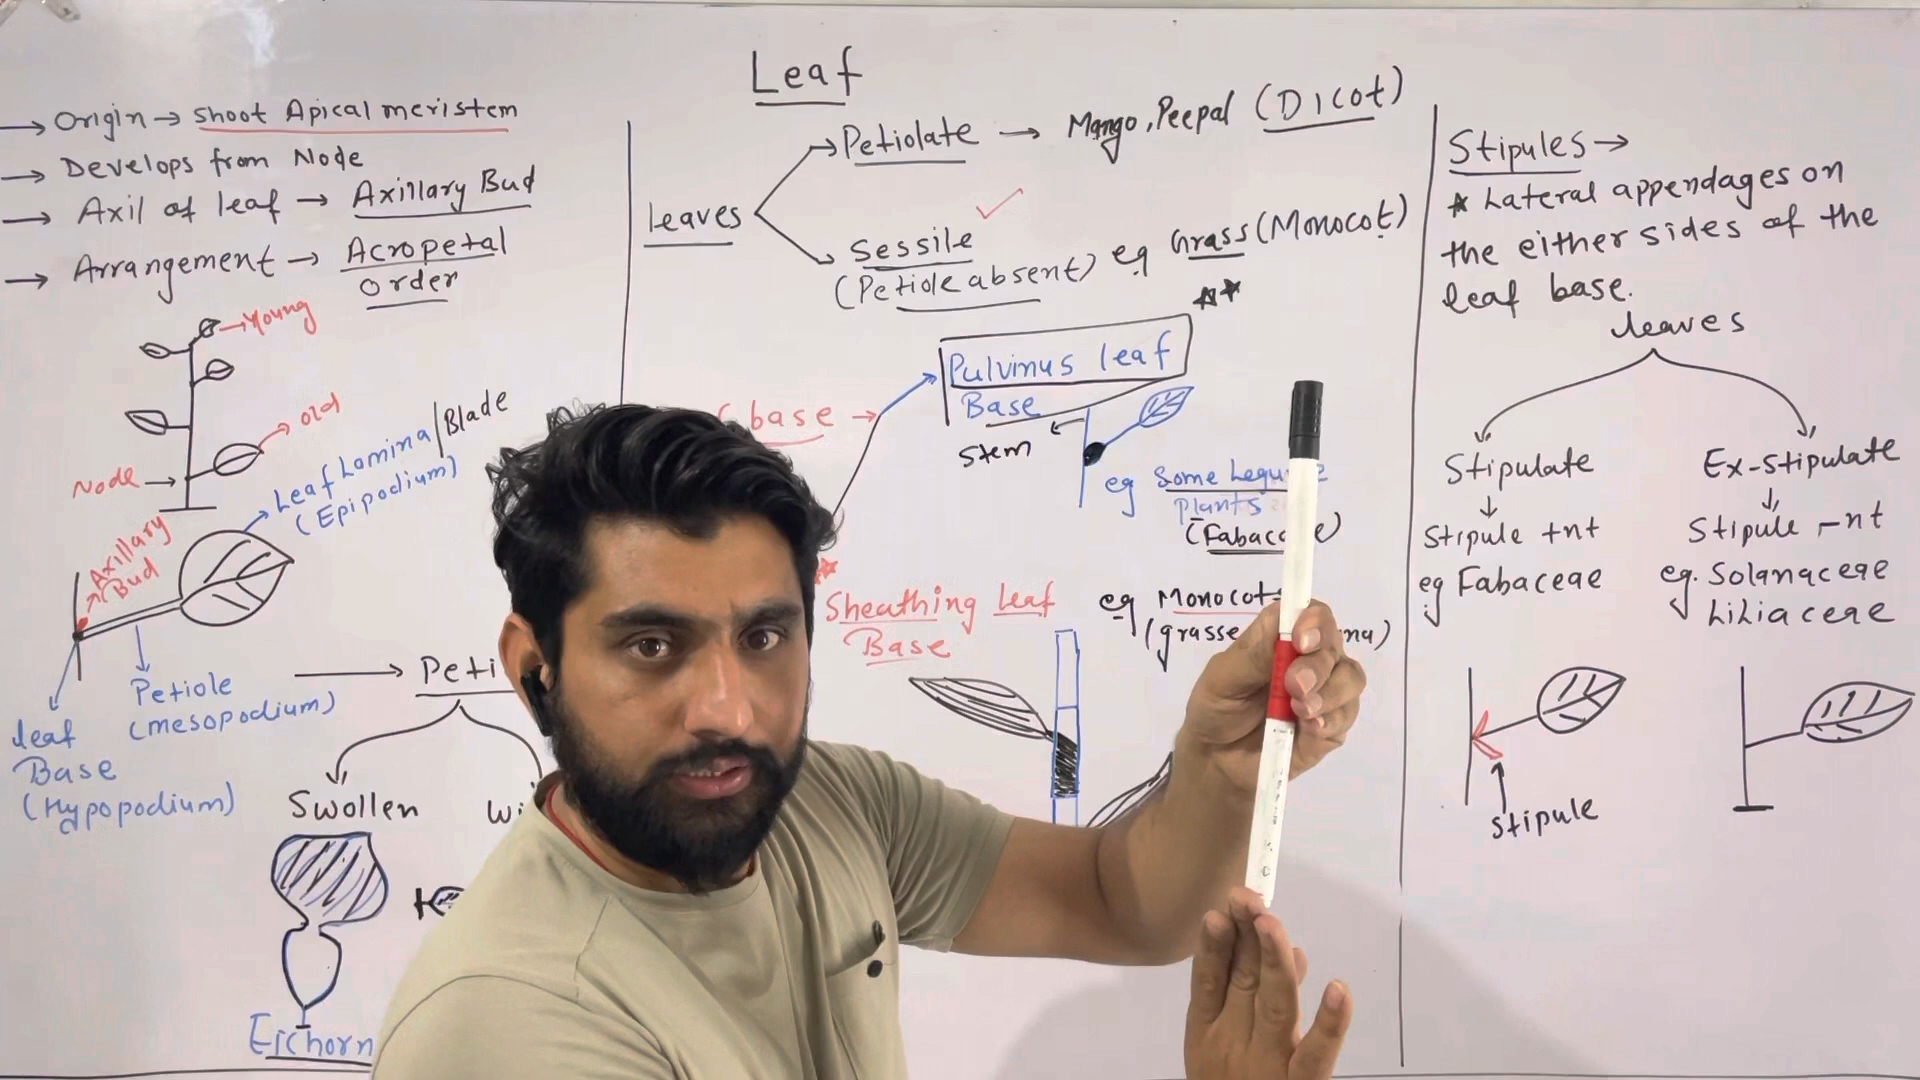 Leaf
→ Origin → Shoot Apical meristem
→ Develops from Node
→ Axil of leaf → Axillary Bud
→ Arrangement → Acropetal
order
→ Young
→ old
Node →
Leaf Lamina/Blade
(Epipodium)
Axillary
Bud
Petiole
(mesopodium)
leaf
Base
(Hypopodium)
→
Swollen
leaves
→ Petiolate → Mango, Peepal (Dicot)
Sessile
(Petiole absent) eg Grass (Monocot)
base →
Pulvinus leaf
Base
Stem
eg Some
plants
Sheathing leaf
Base
eg Monocot
Stipules →
* Lateral appendages on
the either sides of the
leaf base.
leaves
Stipulate
Stipule +nt
eg Fabaceae
Ex-stipulate
Stipule -nt
eg. Solanaceae
Liliaceae
Stipule